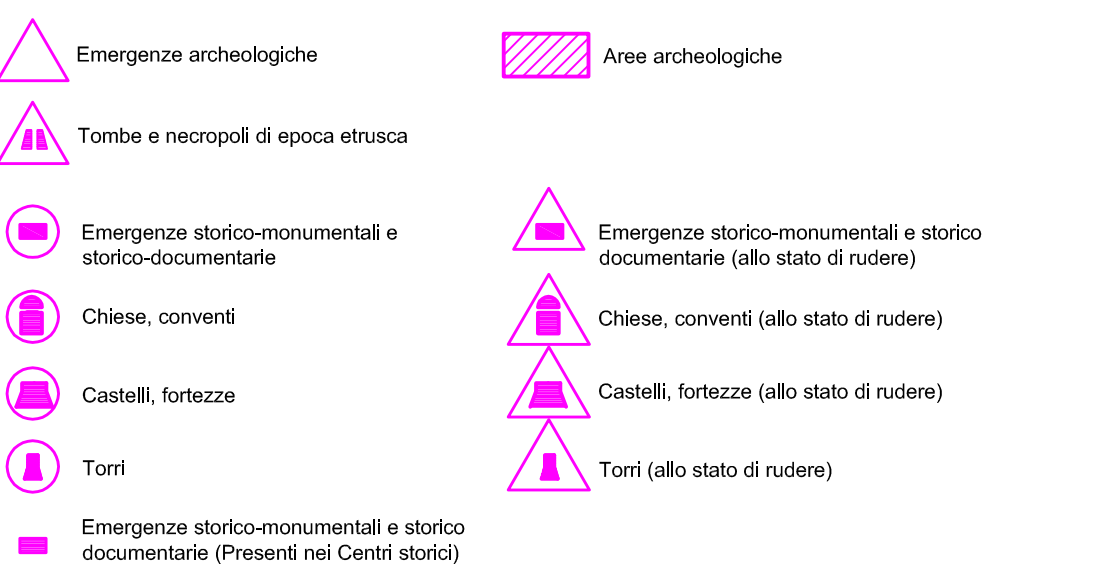 Emergenze archeologiche
Aree archeologiche
Tombe e necropoli di epoca etrusca
Emergenze storico-monumentali e
storico-documentarie
Emergenze storico-monumentali e storico
documentarie (allo stato di rudere)
Chiese, conventi
Chiese, conventi (allo stato di rudere)
Castelli, fortezze
Castelli, fortezze (allo stato di rudere)
Torri
Torri (allo stato di rudere)
Emergenze storico-monumentali e storico
documentarie (Presenti nei Centri storici)